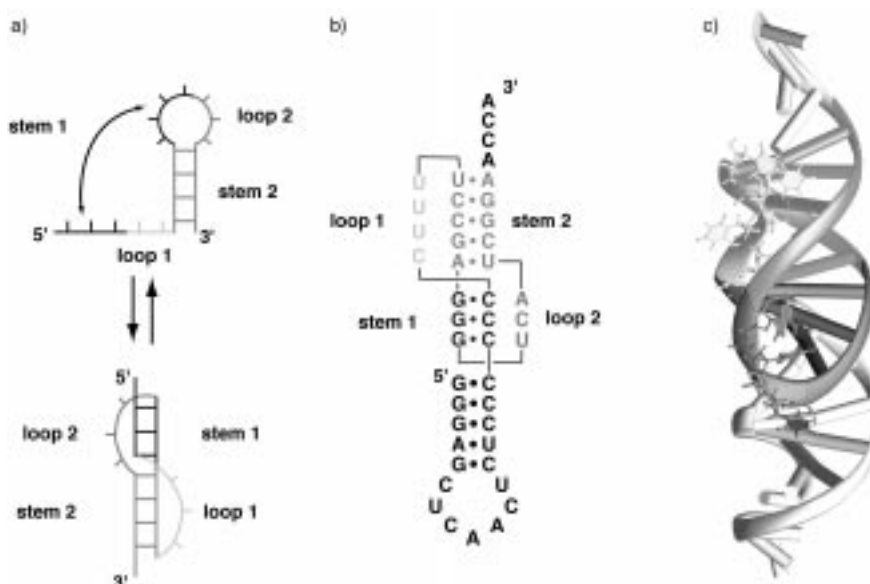 a)
stem 1
loop 2
stem 2
5'
3'
loop 1
5'
loop 2
stem 1
stem 2
loop 1
3'
b)
3'
A
C
C
A
U • A
U C • G
loop 1
U C • G
stem 2
U G • C
C A • U
G • C A
stem 1
G • C C
loop 2
G • C U
5' G • C
G • C
G • C
A • U
G • C
C U
U C
C A
A
c)